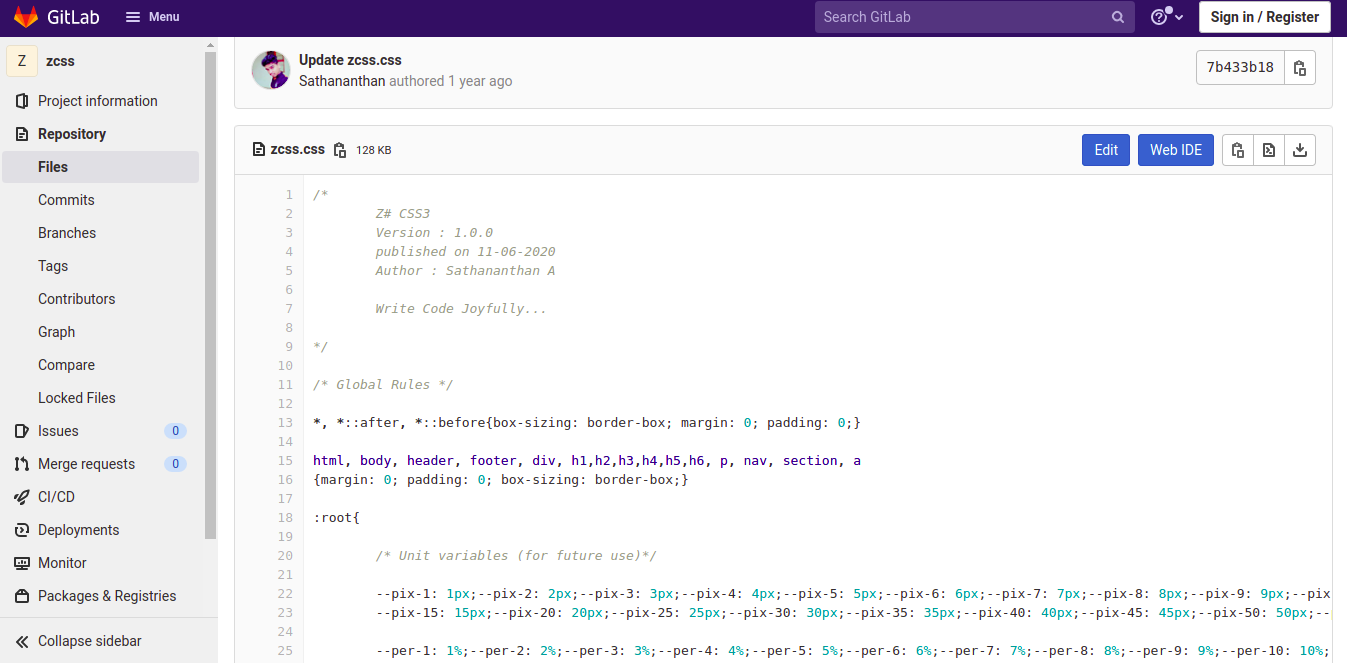 GitLab
Menu
Search GitLab
Sign in / Register
Z zcss
Project information
Repository
Files
Commits
Branches
Tags
Contributors
Graph
Compare
Locked Files
Issues 0
Merge requests 0
CI/CD
Deployments
Monitor
Packages & Registries
Collapse sidebar
Update zcss.css
Sathananthan authored 1 year ago
7b433b18
zcss.css 128 KB
Edit
Web IDE
1 /*
2 Z# CSS3
3 Version : 1.0.0
4 published on 11-06-2020
5 Author : Sathananthan A
6
7 Write Code Joyfully...
8
9 */
10
11 /* Global Rules */
12
13 *, *::after, *::before{box-sizing: border-box; margin: 0; padding: 0;}
14
15 html, body, header, footer, div, h1,h2,h3,h4,h5,h6, p, nav, section, a
16 {margin: 0; padding: 0; box-sizing: border-box;}
17
18 :root{
19
20 /* Unit variables (for future use)*/
21
22 --pix-1: 1px;--pix-2: 2px;--pix-3: 3px;--pix-4: 4px;--pix-5: 5px;--pix-6: 6px;--pix-7: 7px;--pix-8: 8px;--pix-9: 9px;--pix
23 --pix-15: 15px;--pix-20: 20px;--pix-25: 25px;--pix-30: 30px;--pix-35: 35px;--pix-40: 40px;--pix-45: 45px;--pix-50: 50px;--
24
25 --per-1: 1%;--per-2: 2%;--per-3: 3%;--per-4: 4%;--per-5: 5%;--per-6: 6%;--per-7: 7%;--per-8: 8%;--per-9: 9%;--per-10: 10%;